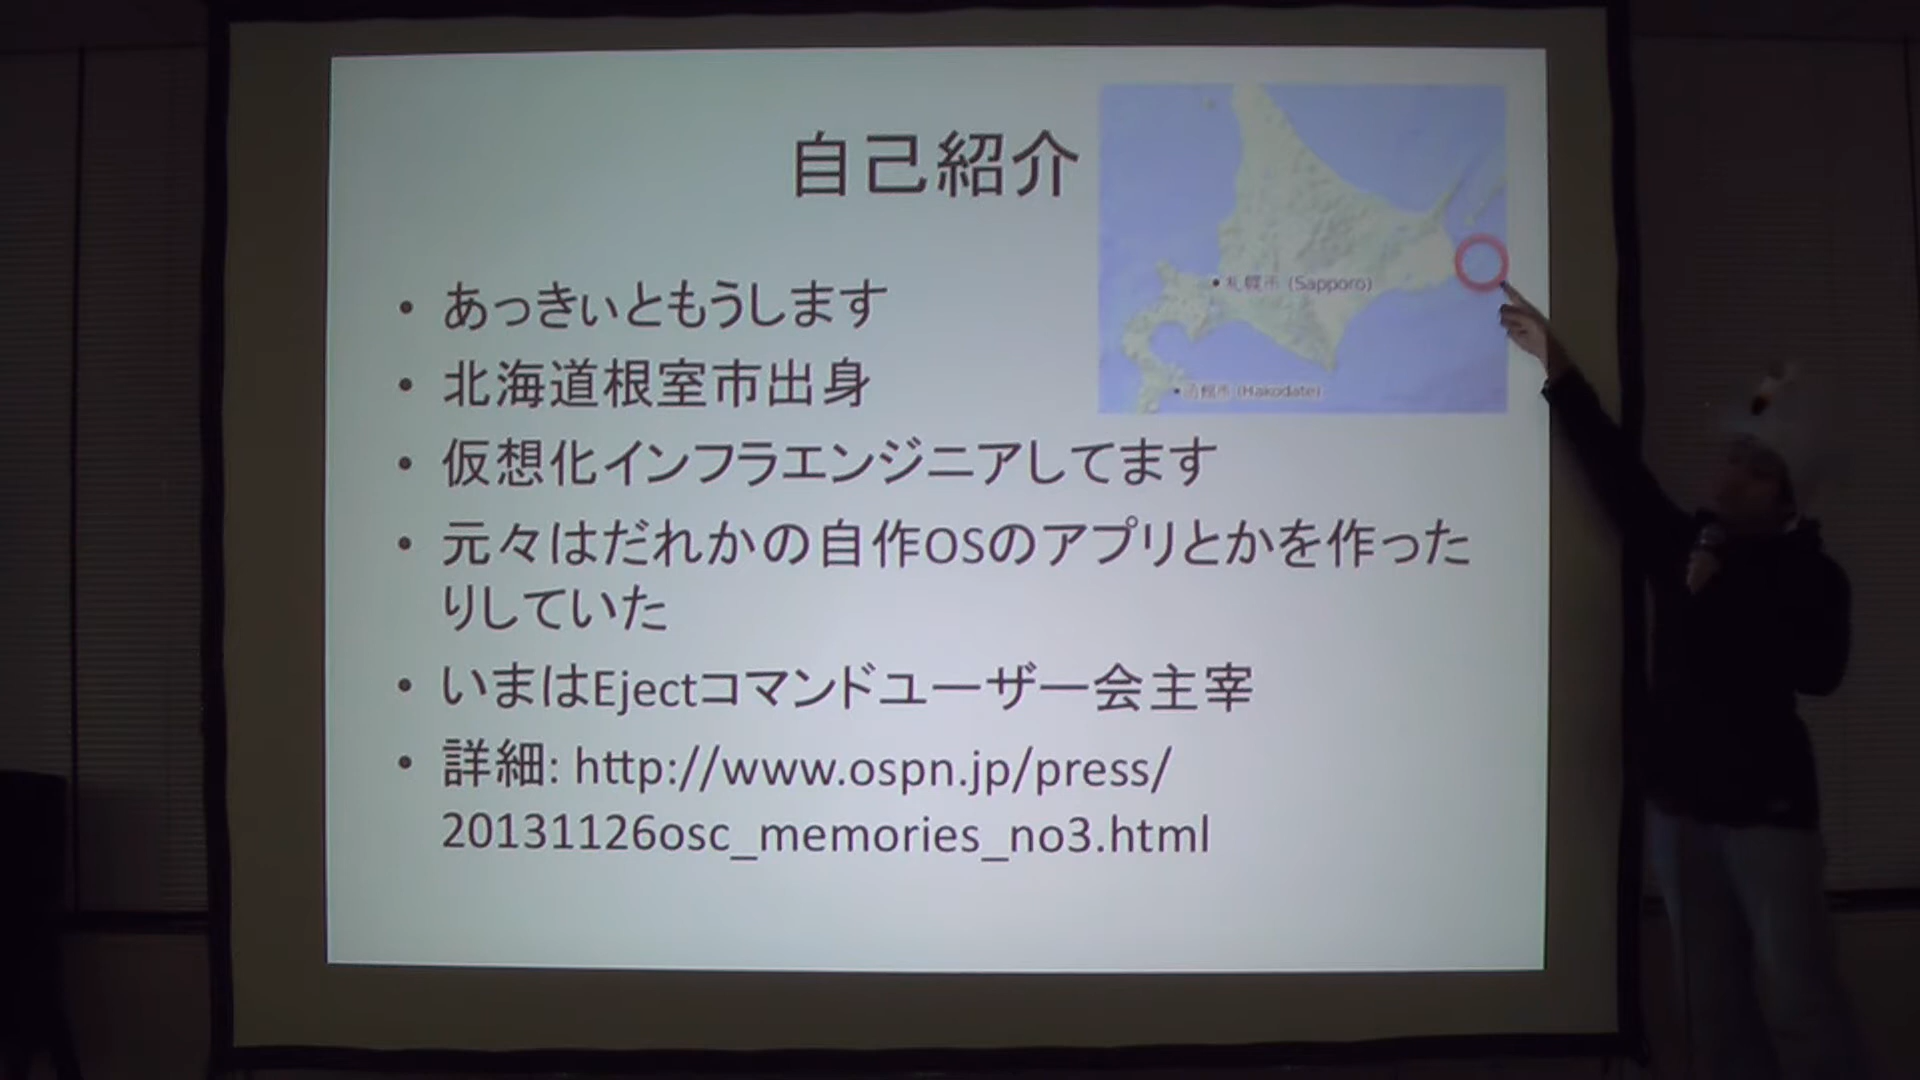 自己紹介
札幌市 (Sapporo)
函館市 (Hakodate)
• あっきぃともうします
• 北海道根室市出身
• 仮想化インフラエンジニアしてます
• 元々はだれかの自作OSのアプリとかを作った
りしていた
• いまはEjectコマンドユーザー会主宰
• 詳細: http://www.ospn.jp/press/
20131126osc_memories_no3.html